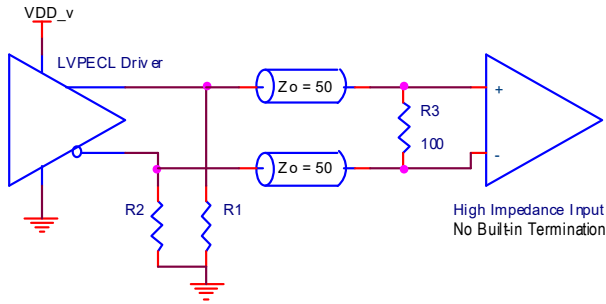 VDD_v
LVPECL Driver
Zo = 50
R3
100
Zo = 50
+
-
R2
R1
High Impedance Input
No Built-in Termination